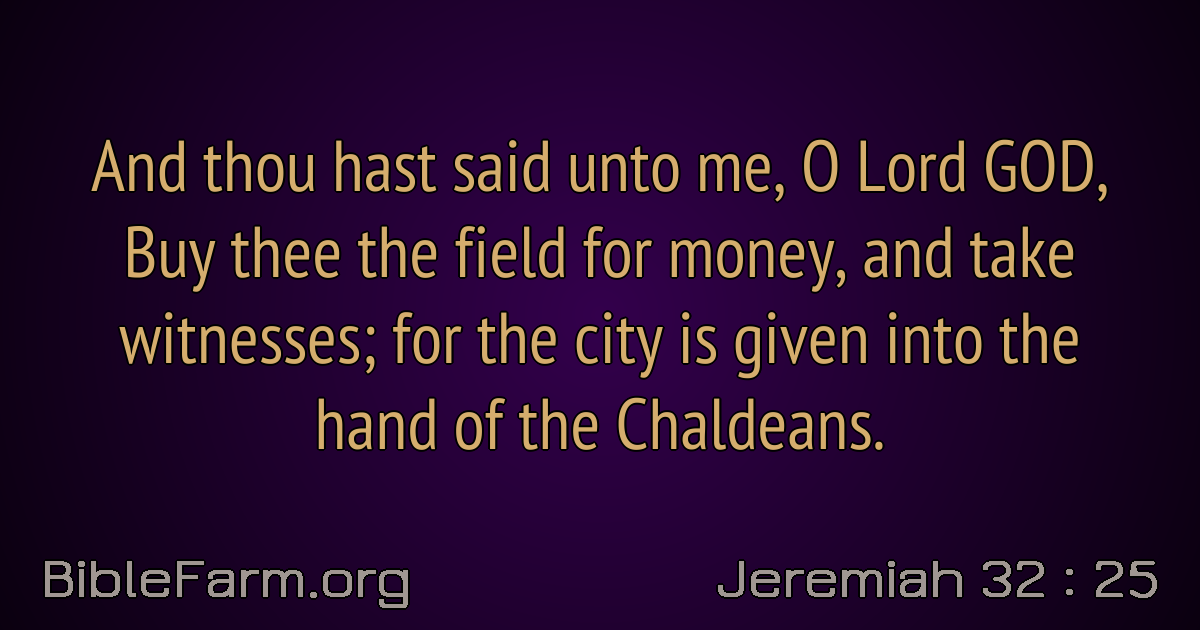 And thou hast said unto me, O Lord GOD,
Buy thee the field for money, and take
witnesses; for the city is given into the
hand of the Chaldeans.
BibleFarm.org
Jeremiah 32 : 25